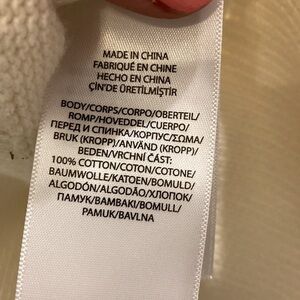 MADE IN CHINA
FABRIQUÉ EN CHINE
HECHO EN CHINA
ÇİN'DE ÜRETİLMİŞTİR
BODY/CORPS/CORPO/OBERTEIL/
ROMP/HOVEDDEL/CUERPO/
ПЕРЕД И СПИНКА/КОРПУС/ΣΩΜΑ/
BRUK (KROPP)/ANVÄND (KROPP)/
BEDEN/VRCHNÍ ČÁST:
100% COTTON/COTON/COTONE/
BAUMWOLLE/KATOEN/BOMULD/
ALGODÓN/ALGODÃO/ХЛОПОК/
ПАМУК/ΒΑΜΒΑΚΙ/BOMULL/
PAMUK/BAVLNA